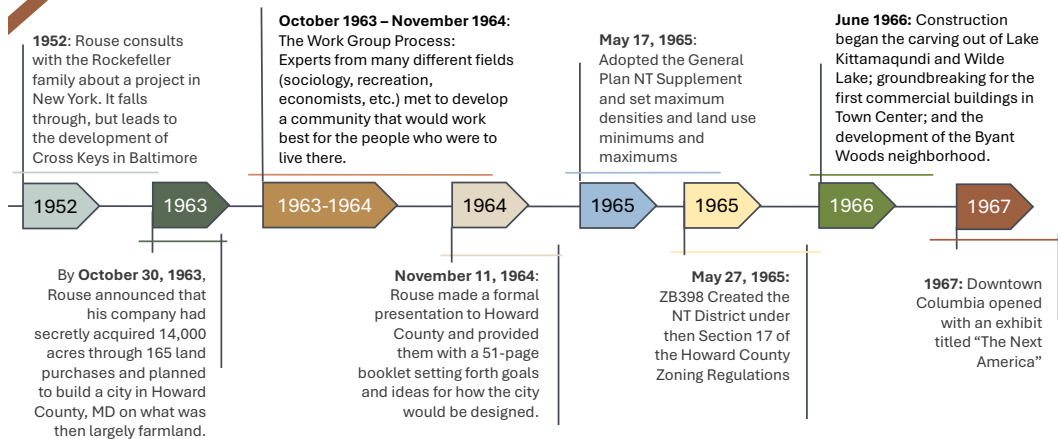 1952: Rouse consults
with the Rockefeller
family about a project in
New York. It falls
through, but leads to
the development of
Cross Keys in Baltimore
October 1963 – November 1964:
The Work Group Process:
Experts from many different fields
(sociology, recreation,
economists, etc.) met to develop
a community that would work
best for the people who were to
live there.
May 17, 1965:
Adopted the General
Plan NT Supplement
and set maximum
densities and land use
minimums and
maximums
June 1966: Construction
began the carving out of Lake
Kittamaqundi and Wilde
Lake; groundbreaking for the
first commercial buildings in
Town Center; and the
development of the Byant
Woods neighborhood.
1952
1963
1963-1964
1964
1965
1965
1966
1967
By October 30, 1963,
Rouse announced that
his company had
secretly acquired 14,000
acres through 165 land
purchases and planned
to build a city in Howard
County, MD on what was
then largely farmland.
November 11, 1964:
Rouse made a formal
presentation to Howard
County and provided
them with a 51-page
booklet setting forth goals
and ideas for how the city
would be designed.
May 27, 1965:
ZB398 Created the
NT District under
then Section 17 of
the Howard County
Zoning Regulations
1967: Downtown
Columbia opened
with an exhibit
titled “The Next
America”